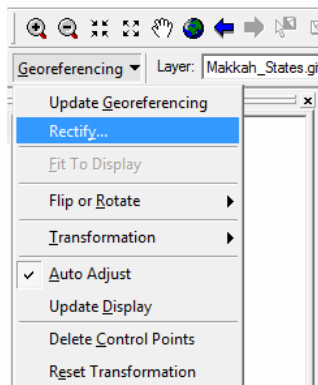 Georeferencing Layer: Makkah_States.gi
Update Georeferencing
Rectify...
Fit To Display
Flip or Rotate
Transformation
Auto Adjust
Update Display
Delete Control Points
Reset Transformation